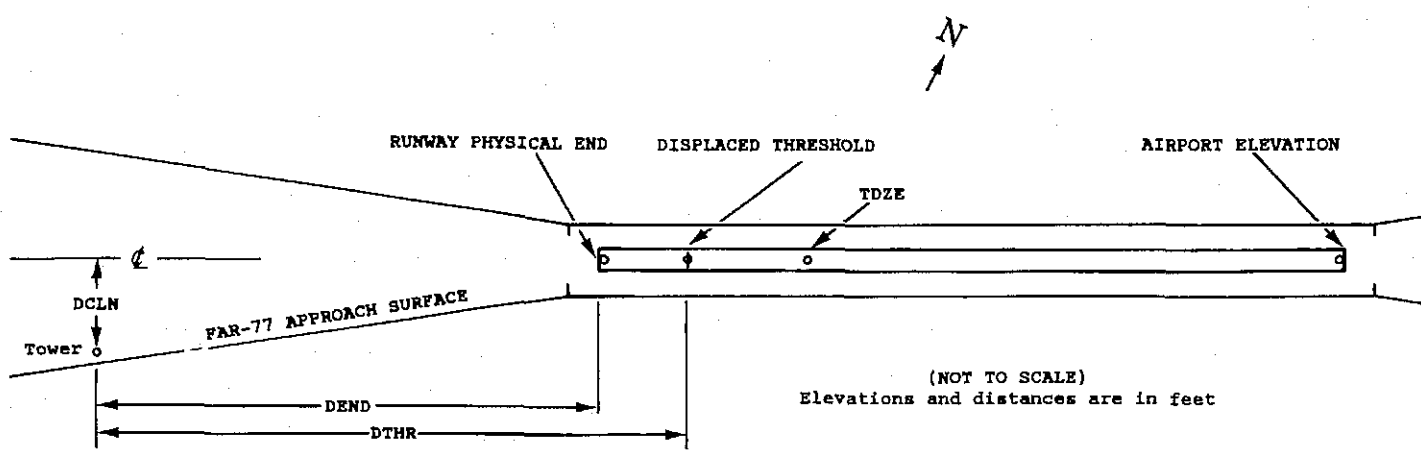 N
RUNWAY PHYSICAL END
DISPLACED THRESHOLD
AIRPORT ELEVATION
TDZE
℄
DCLN
FAR-77 APPROACH SURFACE
Tower
(NOT TO SCALE)
Elevations and distances are in feet
DEND
DTHR